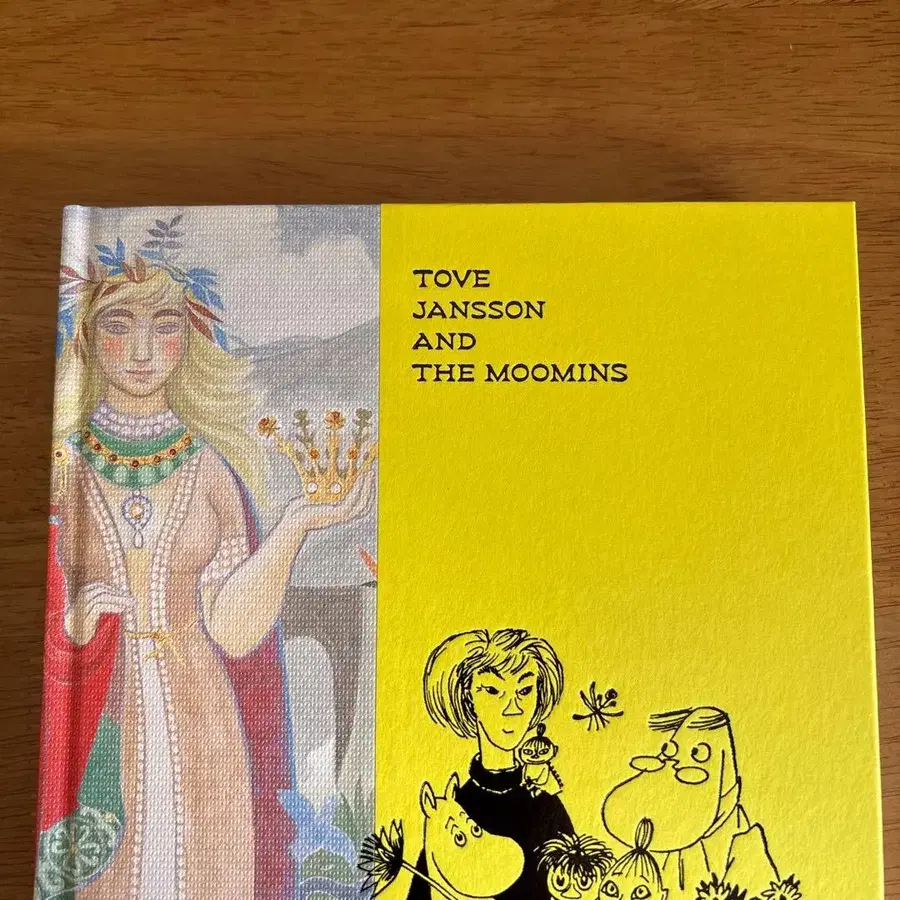 TOVE
JANSSON
AND
THE MOOMINS